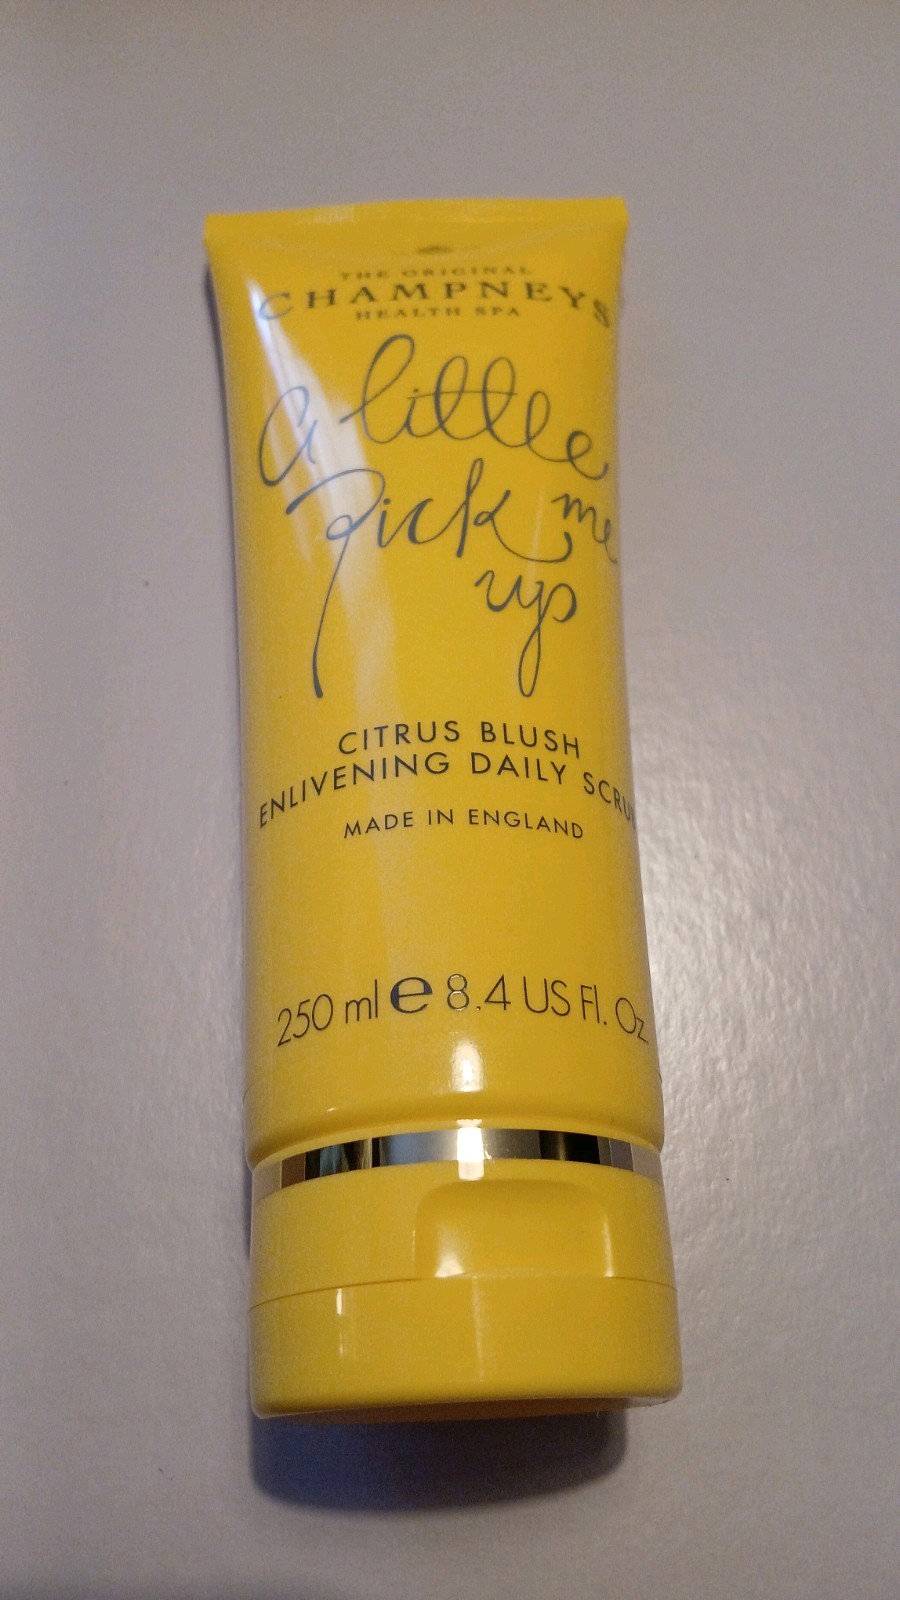 THE ORIGINAL
CHAMPNEYS
HEALTH SPA
a little
Pick me
up
CITRUS BLUSH
ENLIVENING DAILY SCRUB
MADE IN ENGLAND
250 ml e 8.4 US Fl. Oz.